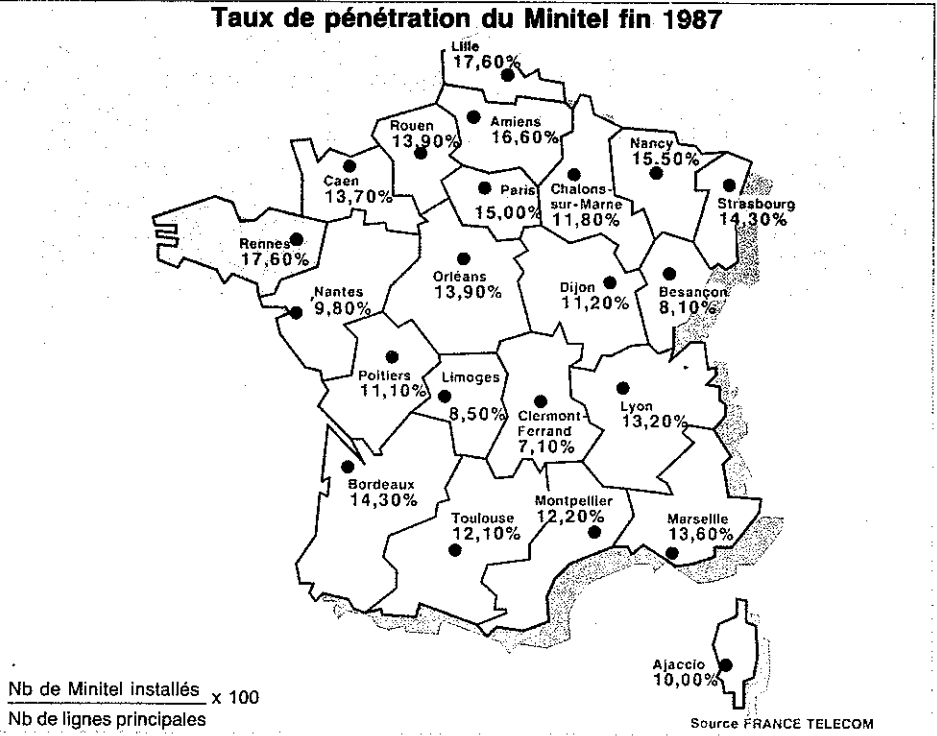 Taux de pénétration du Minitel fin 1987
Lille
17,60%
Amiens
16,60%
Rouen
13,90%
Caen
13,70%
Paris
15,00%
Chalons-
sur-Marne
11,80%
Nancy
15.50%
Strasbourg
14,30%
Rennes
17,60%
Nantes
9,80%
Orléans
13,90%
Dijon
11,20%
Besançon
8,10%
Poitiers
11,10%
Limoges
8,50%
Clermont-
Ferrand
7,10%
Lyon
13,20%
Bordeaux
14,30%
Toulouse
12,10%
Montpellier
12,20%
Marseille
13,60%
Ajaccio
10,00%
Nb de Minitel installés
x 100
Nb de lignes principales
Source FRANCE TELECOM